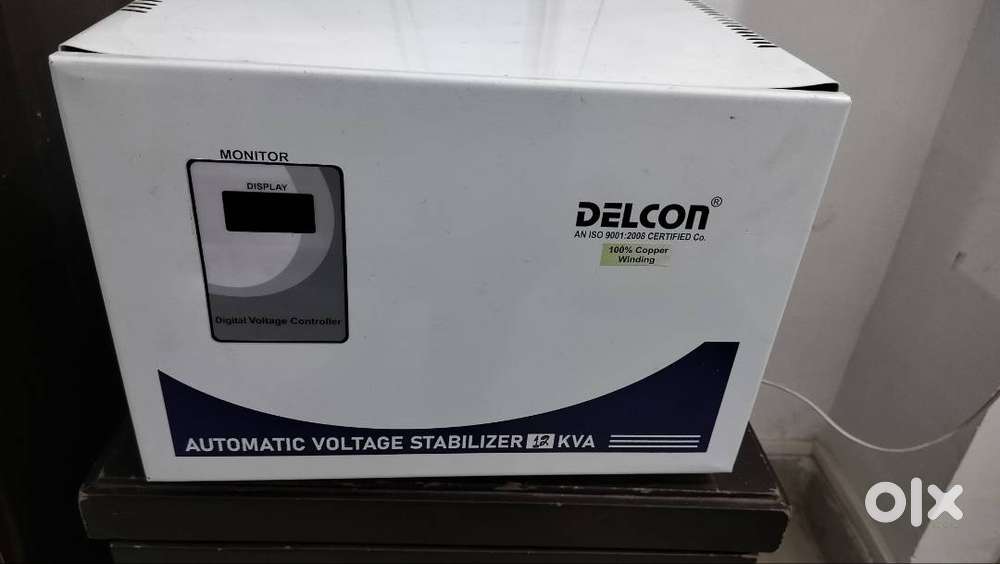 MONITOR
DISPLAY
Digital Voltage Controller
DELCON®
AN ISO 9001:2008 CERTIFIED Co.
100% Copper
Winding
AUTOMATIC VOLTAGE STABILIZER 12 KVA
olx